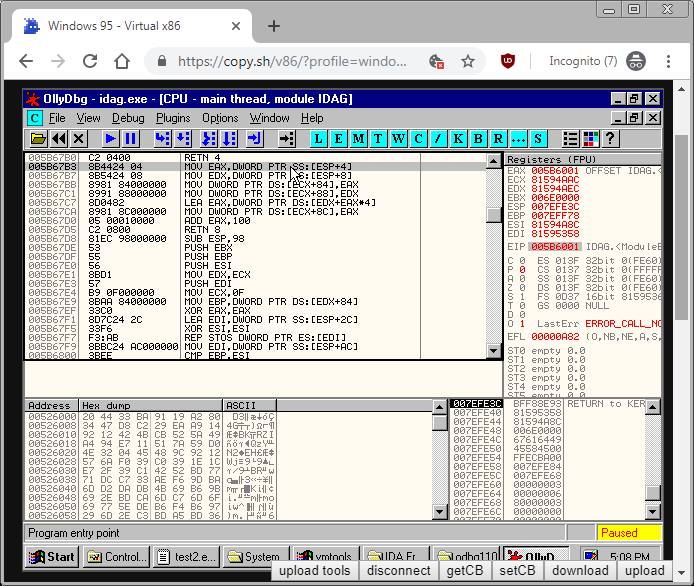 Windows 95 - Virtual x86
https://copy.sh/v86/?profile=windo...
Incognito (7)
OllyDbg - idag.exe - [CPU - main thread, module IDAG]
C File View Debug Plugins Options Window Help
L E M T W C / K B R ... S
?
005B67B0 C2 0400 RETN 4
005B67B3 8B4424 04 MOV EAX,DWORD PTR SS:[ESP+4]
8B5424 08 MOV EDX,DWORD PTR SS:[ESP+8]
005B67BB 8981 84000000 MOV DWORD PTR DS:[ECX+84],EAX
8991 88000000 MOV DWORD PTR DS:[ECX+88],EDX
8D0482 LEA EAX,DWORD PTR DS:[EDX+EAX*4]
8981 8C000000 MOV DWORD PTR DS:[ECX+8C],EAX
05 00010000 ADD EAX,100
C2 0800 RETN 8
81EC 98000000 SUB ESP,98
53 PUSH EBX
55 PUSH EBP
56 PUSH ESI
005B67E1 8BD1 MOV EDX,ECX
57 PUSH EDI
005B67E4 B9 0F000000 MOV ECX,0F
005B67E9 8BAA 84000000 MOV EBP,DWORD PTR DS:[EDX+84]
005B67EF 33C0 XOR EAX,EAX
005B67F1 8D7C24 2C LEA EDI,DWORD PTR SS:[ESP+2C]
005B67F5 33F6 XOR ESI,ESI
005B67F7 F3:AB REP STOS DWORD PTR ES:[EDI]
005B67F9 8BBC24 AC000000 MOV EDI,DWORD PTR SS:[ESP+AC]
005B6800 3BEE CMP EBP,ESI
Registers (FPU)
EAX 005B6001 OFFSET IDAG.<
ECX 81594AAC
EDX 81594AEC
EBX 006E0000
ESP 007EFE3C
EBP 007EFF78
ESI 81594A8C
EDI 81595358
EIP 005B6001 IDAG.<ModuleE
C 0 ES 013F 32bit 0(FE60)
P 0 CS 0137 32bit 0(FFFFF
A 0 SS 013F 32bit 0(FE60)
Z 0 DS 013F 32bit 0(FE60)
S 1 FS 0D37 16bit 8159536
T 0 GS 0000 NULL
D 0
O 1 LastErr ERROR_CALL_NO
EFL 00000A82 (O,NB,NE,A,S,
ST0 empty 0.0
ST1 empty 0.0
ST2 empty 0.0
ST3 empty 0.0
ST4 empty 0.0
ST5 empty 0.0
Address Hex dump ASCII
00526000 20 44 33 BA 91 19 A2 80
00526008 34 47 D8 C2 29 EA A9 14
00526010 92 12 42 4B CB 52 5A 49
00526018 A4 94 E7 11 51 7A 59 D0
00526020 4E 32 04 45 48 9C 92 12
00526028 57 6A F0 39 C0 39 1E 1C
00526030 E7 2F 39 C1 42 52 BD 77
00526038 71 DC C7 33 AE F6 9D BA
00526040 6D D2 DA DB 4B 69 B6 9B
00526048 69 2E BD CA 6D C7 6D 6F
00526050 69 77 5E DE B6 F4 B6 97
00526058 29 6D 2E C3 BD A5 BD 36
007EFE3C BFF88E93 RETURN to KER
007EFE40 81595358
007EFE44 81594A8C
007EFE48 006E0000
007EFE4C 67616449
007EFE50 45584500
007EFE54 FFECBA00
007EFE58 007EFE84
007EFE5C 00000003
007EFE60 00000068
007EFE64 00000003
007EFE68 00000000
007EFE6C 00000000
Program entry point
Paused
Start Control... test2.e... System vmtools IDA Fr odbg110 OllyD 5:08 PM
upload tools disconnect getCB setCB download upload